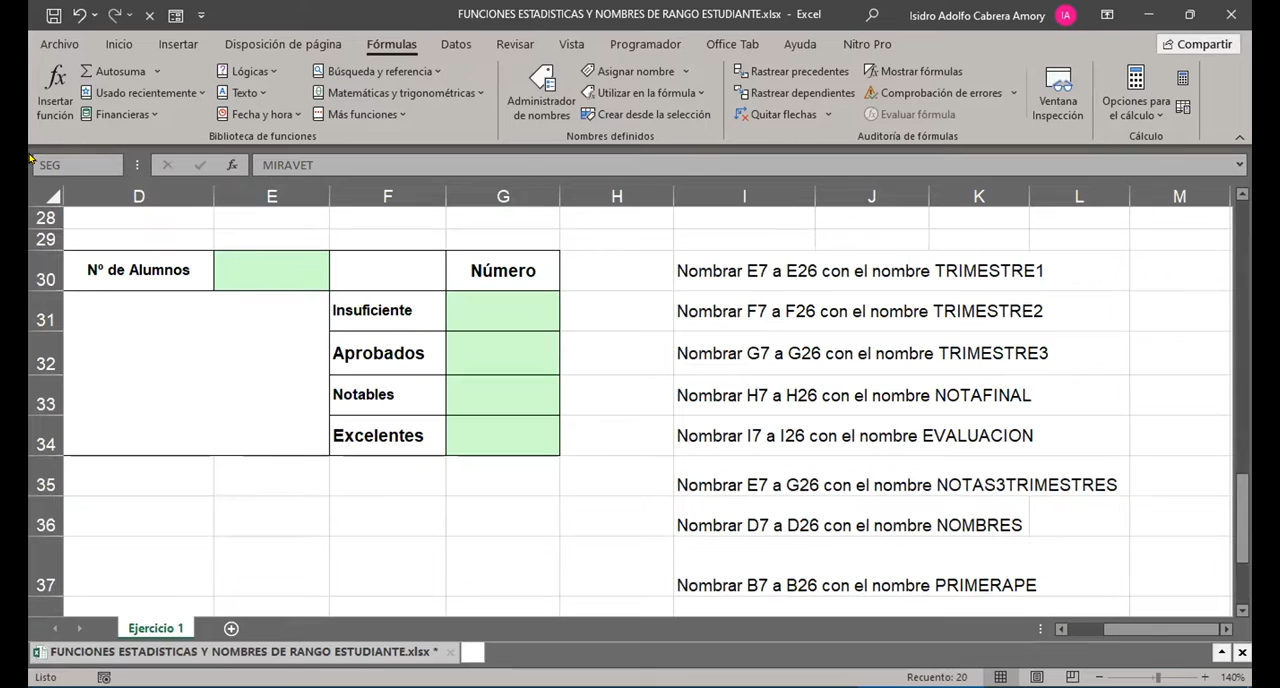 FUNCIONES ESTADISTICAS Y NOMBRES DE RANGO ESTUDIANTE.xlsx - Excel
Isidro Adolfo Cabrera Amory
IA
Archivo
Inicio
Insertar
Disposición de página
Fórmulas
Datos
Revisar
Vista
Programador
Office Tab
Ayuda
Nitro Pro
Compartir
fx
Insertar
función
Autosuma
Usado recientemente
Financieras
Lógicas
Texto
Fecha y hora
Búsqueda y referencia
Matemáticas y trigonométricas
Más funciones
Biblioteca de funciones
Administrador
de nombres
Asignar nombre
Utilizar en la fórmula
Crear desde la selección
Nombres definidos
Rastrear precedentes
Rastrear dependientes
Quitar flechas
Mostrar fórmulas
Comprobación de errores
Evaluar fórmula
Auditoría de fórmulas
Ventana
Inspección
Opciones para
el cálculo
Cálculo
SEG
fx
MIRAVET
D E F G H I J K L M
28
29
30 Nº de Alumnos Número Nombrar E7 a E26 con el nombre TRIMESTRE1
31 Insuficiente Nombrar F7 a F26 con el nombre TRIMESTRE2
32 Aprobados Nombrar G7 a G26 con el nombre TRIMESTRE3
33 Notables Nombrar H7 a H26 con el nombre NOTAFINAL
34 Excelentes Nombrar I7 a I26 con el nombre EVALUACION
35 Nombrar E7 a G26 con el nombre NOTAS3TRIMESTRES
36 Nombrar D7 a D26 con el nombre NOMBRES
37 Nombrar B7 a B26 con el nombre PRIMERAPE
Ejercicio 1
FUNCIONES ESTADISTICAS Y NOMBRES DE RANGO ESTUDIANTE.xlsx *
Listo
Recuento: 20
140%